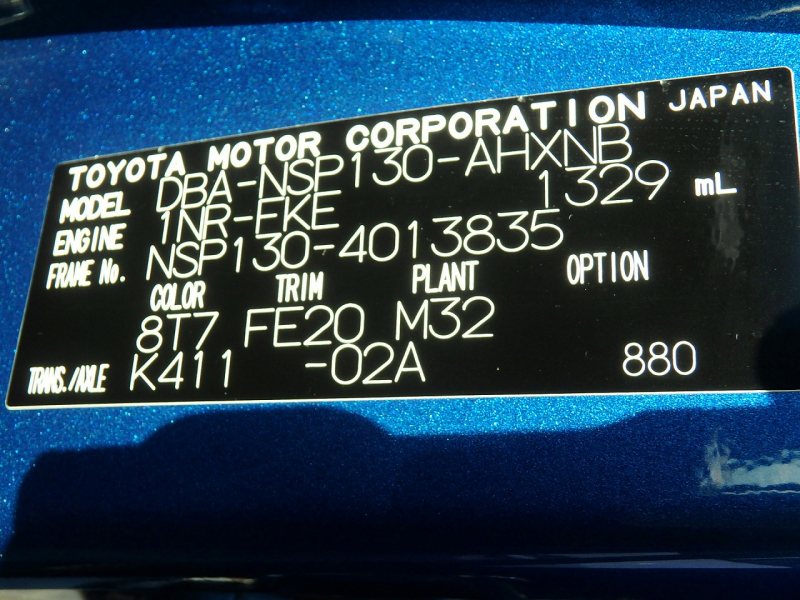 TOYOTA MOTOR CORPORATION JAPAN
MODEL DBA-NSP130-AHXNB
ENGINE 1NR-FKE 1329 mL
FRAME No. NSP130-4013835
COLOR TRIM PLANT OPTION
8T7 FE20 M32
TRANS./AXLE K411 -02A 880